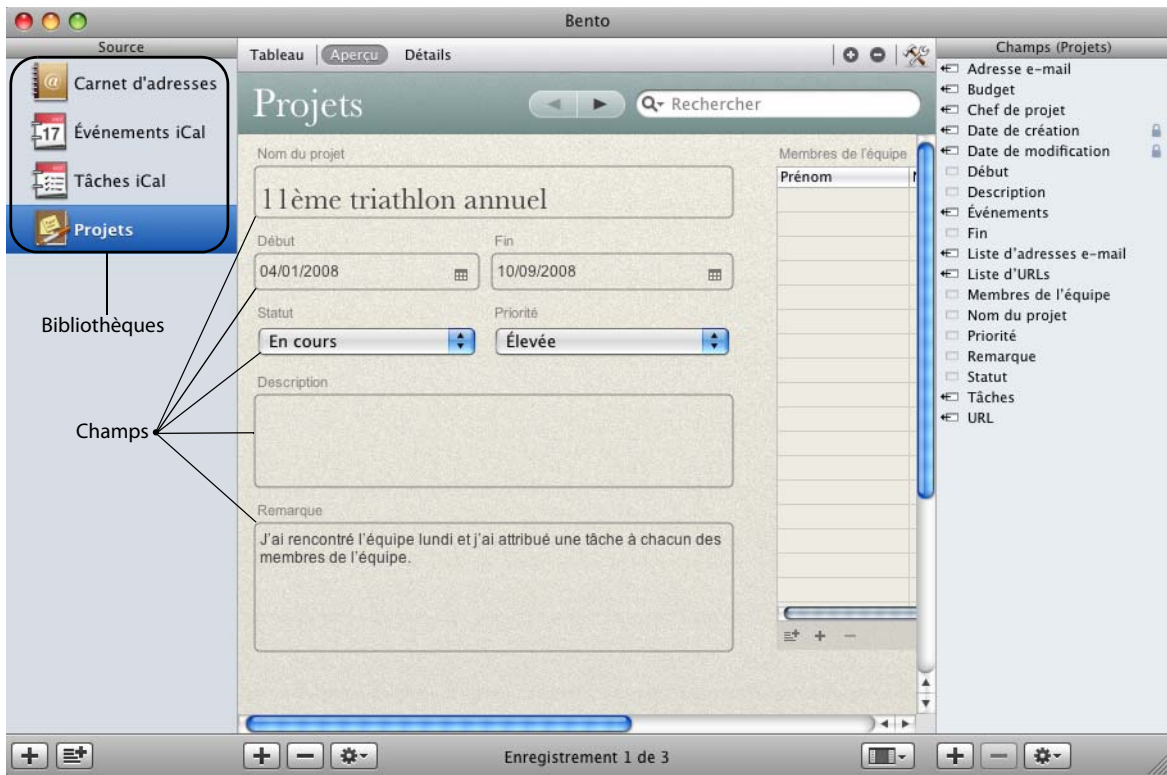 Bento
Source
Carnet d'adresses
17
Événements iCal
Tâches iCal
Projets
Bibliothèques
Champs
Tableau
Aperçu
Détails
Projets
Rechercher
Nom du projet
11ème triathlon annuel
Début
Fin
04/01/2008
10/09/2008
Statut
Priorité
En cours
Élevée
Description
Remarque
J'ai rencontré l'équipe lundi et j'ai attribué une tâche à chacun des
membres de l'équipe.
Membres de l'équipe
Prénom
Champs (Projets)
Adresse e-mail
Budget
Chef de projet
Date de création
Date de modification
Début
Description
Événements
Fin
Liste d'adresses e-mail
Liste d'URLs
Membres de l'équipe
Nom du projet
Priorité
Remarque
Statut
Tâches
URL
Enregistrement 1 de 3